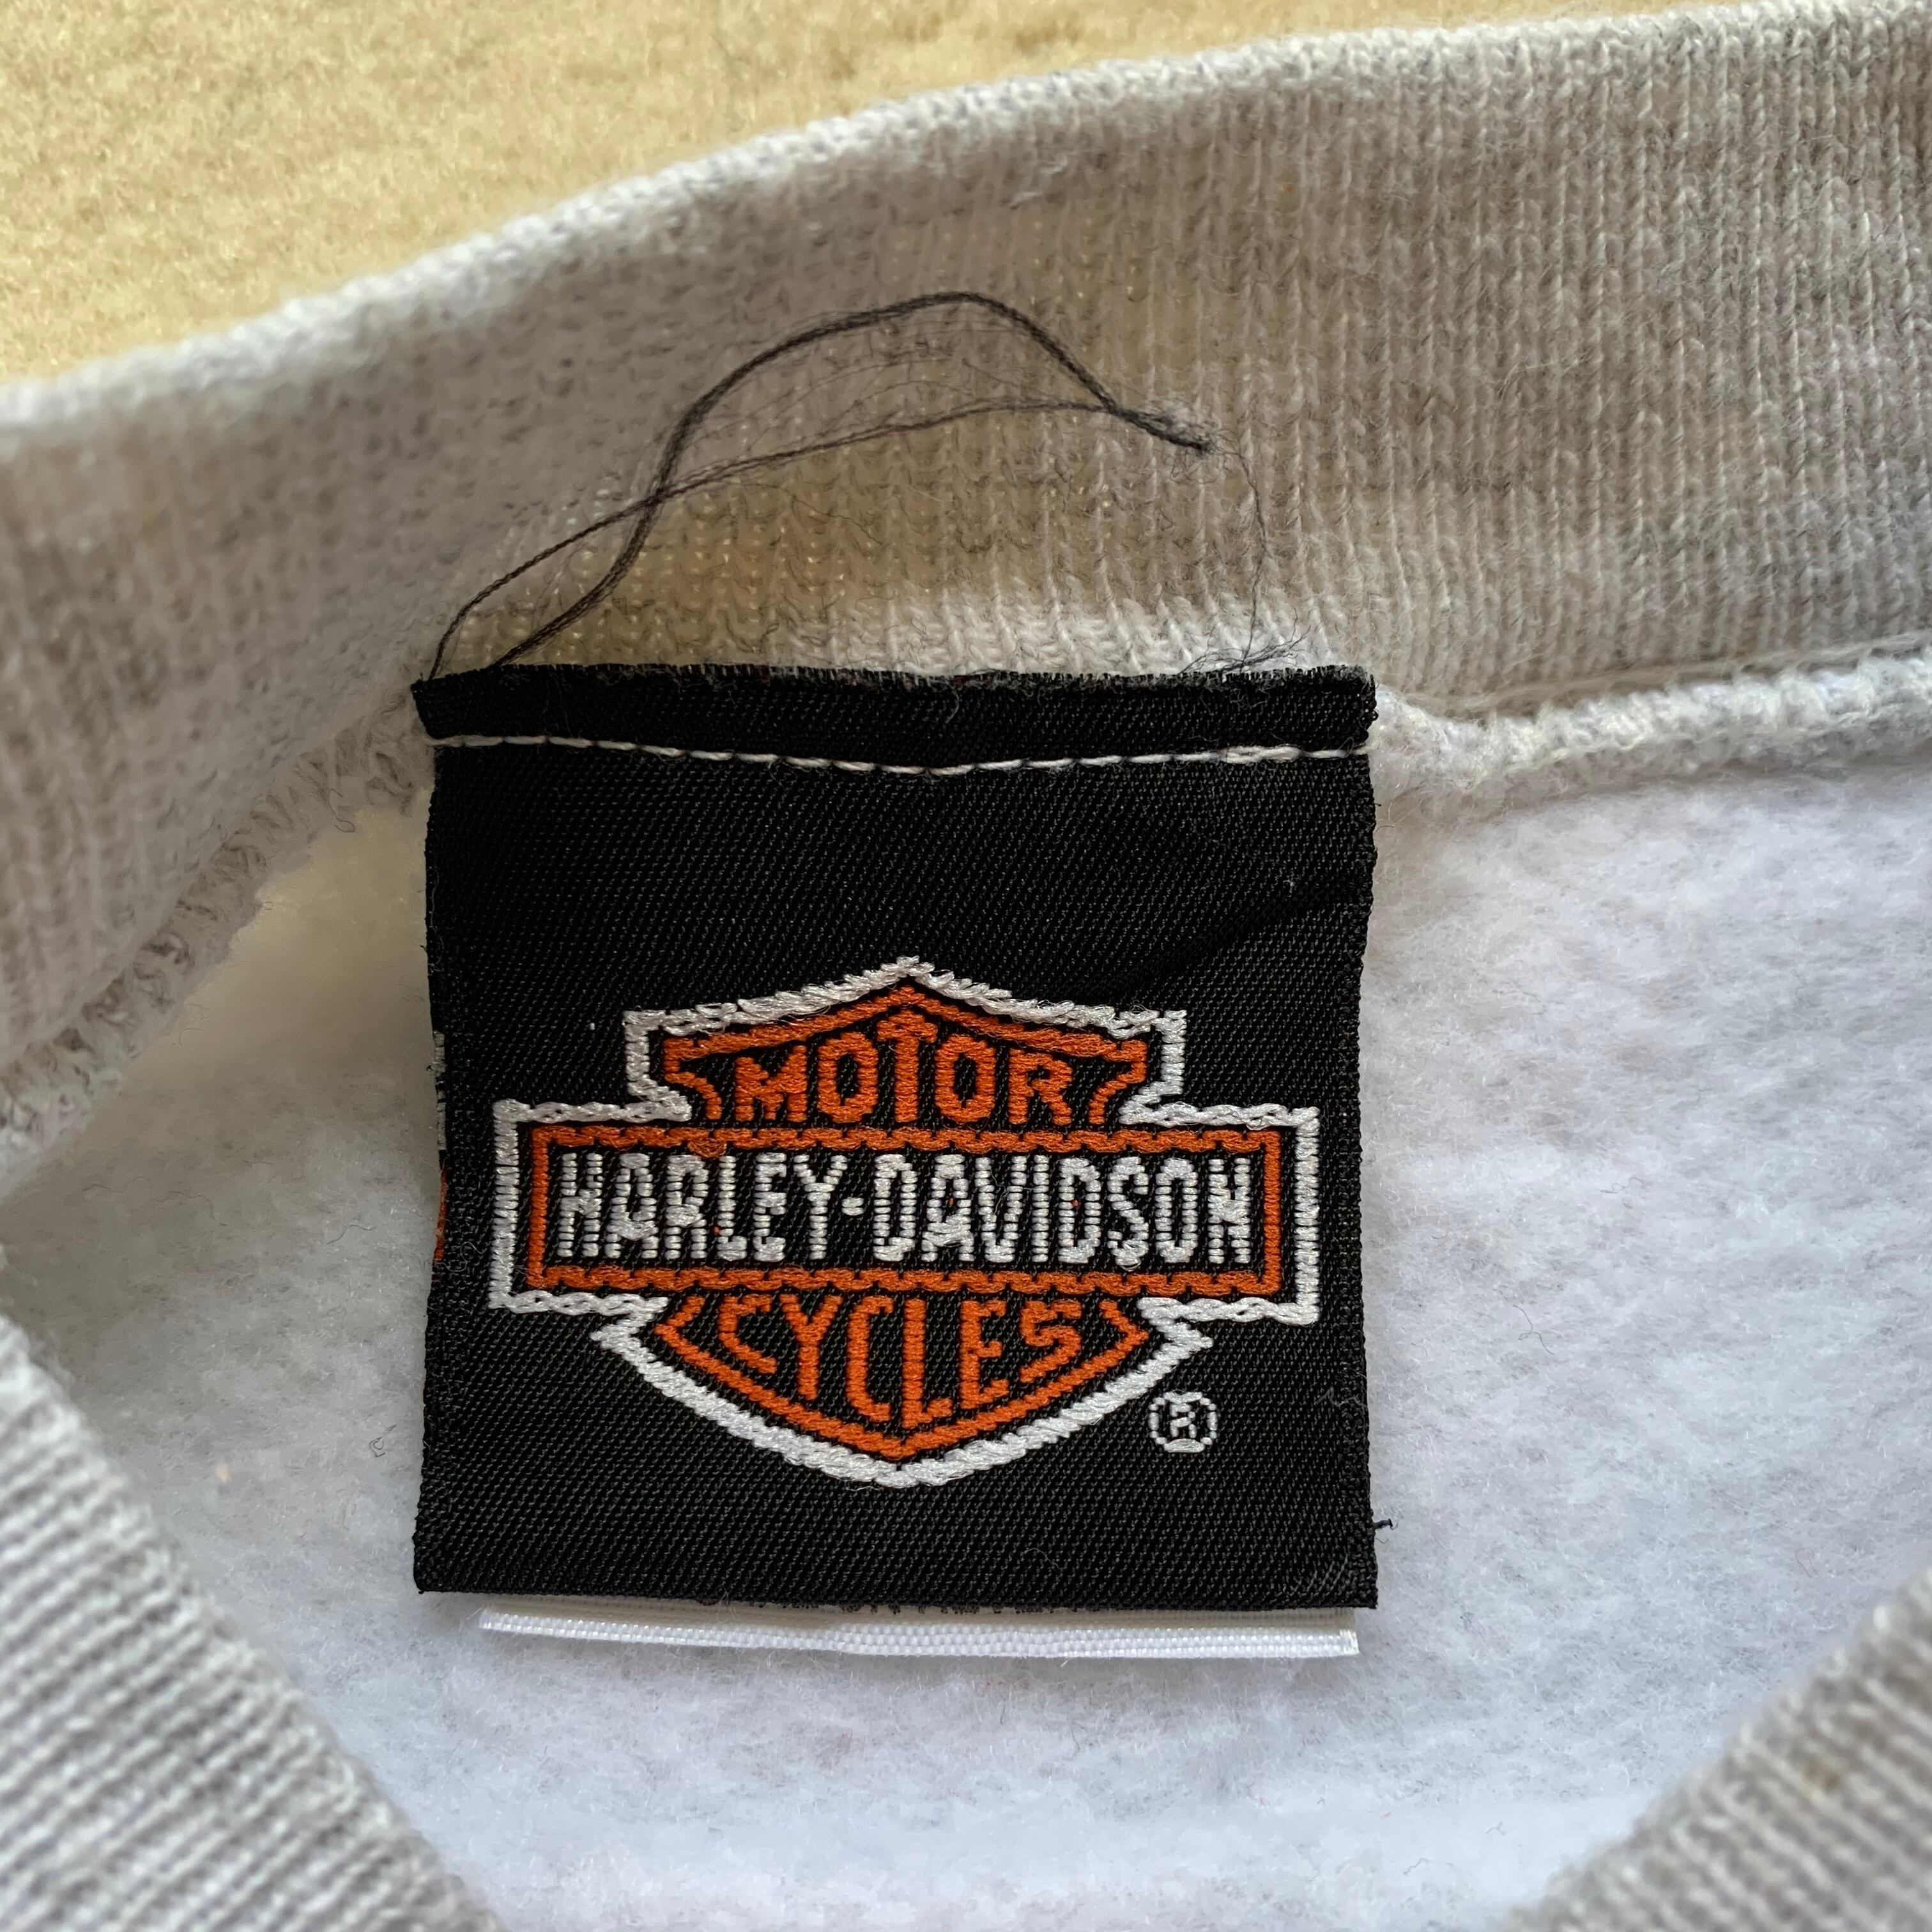 MOTOR
HARLEY-DAVIDSON
CYCLES
®